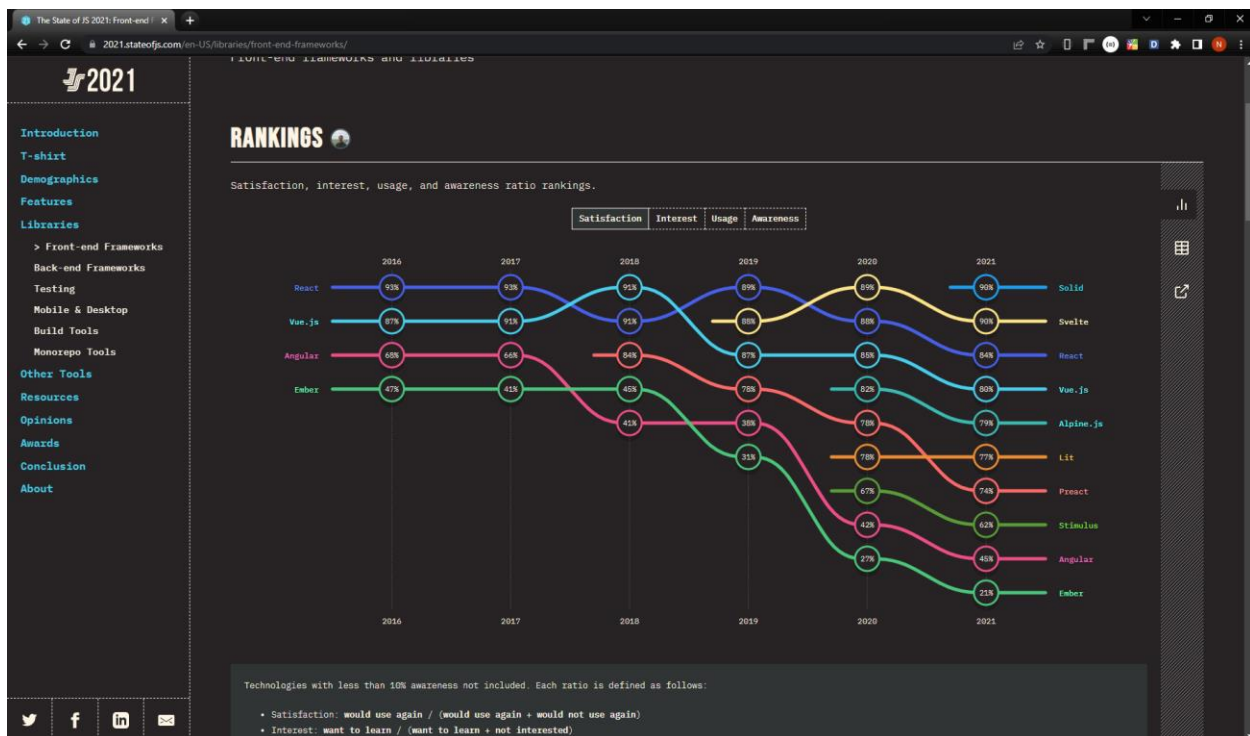 The State of JS 2021: Front-end
2021.stateofjs.com/en-US/libraries/front-end-frameworks/
JS 2021
Introduction
T-shirt
Demographics
Features
Libraries
> Front-end Frameworks
Back-end Frameworks
Testing
Mobile & Desktop
Build Tools
Monorepo Tools
Other Tools
Resources
Opinions
Awards
Conclusion
About
Front-end frameworks and libraries
RANKINGS
Satisfaction, interest, usage, and awareness ratio rankings.
Satisfaction Interest Usage Awareness
2016 2017 2018 2019 2020 2021
React 93% 93% 91% 89% 89% 90% Solid
Vue.js 87% 91% 91% 88% 88% 90% Svelte
Angular 68% 66% 84% 87% 85% 84% React
Ember 47% 41% 45% 78% 82% 80% Vue.js
41% 38% 78% 79% Alpine.js
31% 78% 77% Lit
67% 74% Preact
42% 62% Stimulus
27% 45% Angular
21% Ember
2016 2017 2018 2019 2020 2021
Technologies with less than 10% awareness not included. Each ratio is defined as follows:
• Satisfaction: would use again / (would use again + would not use again)
• Interest: want to learn / (want to learn + not interested)